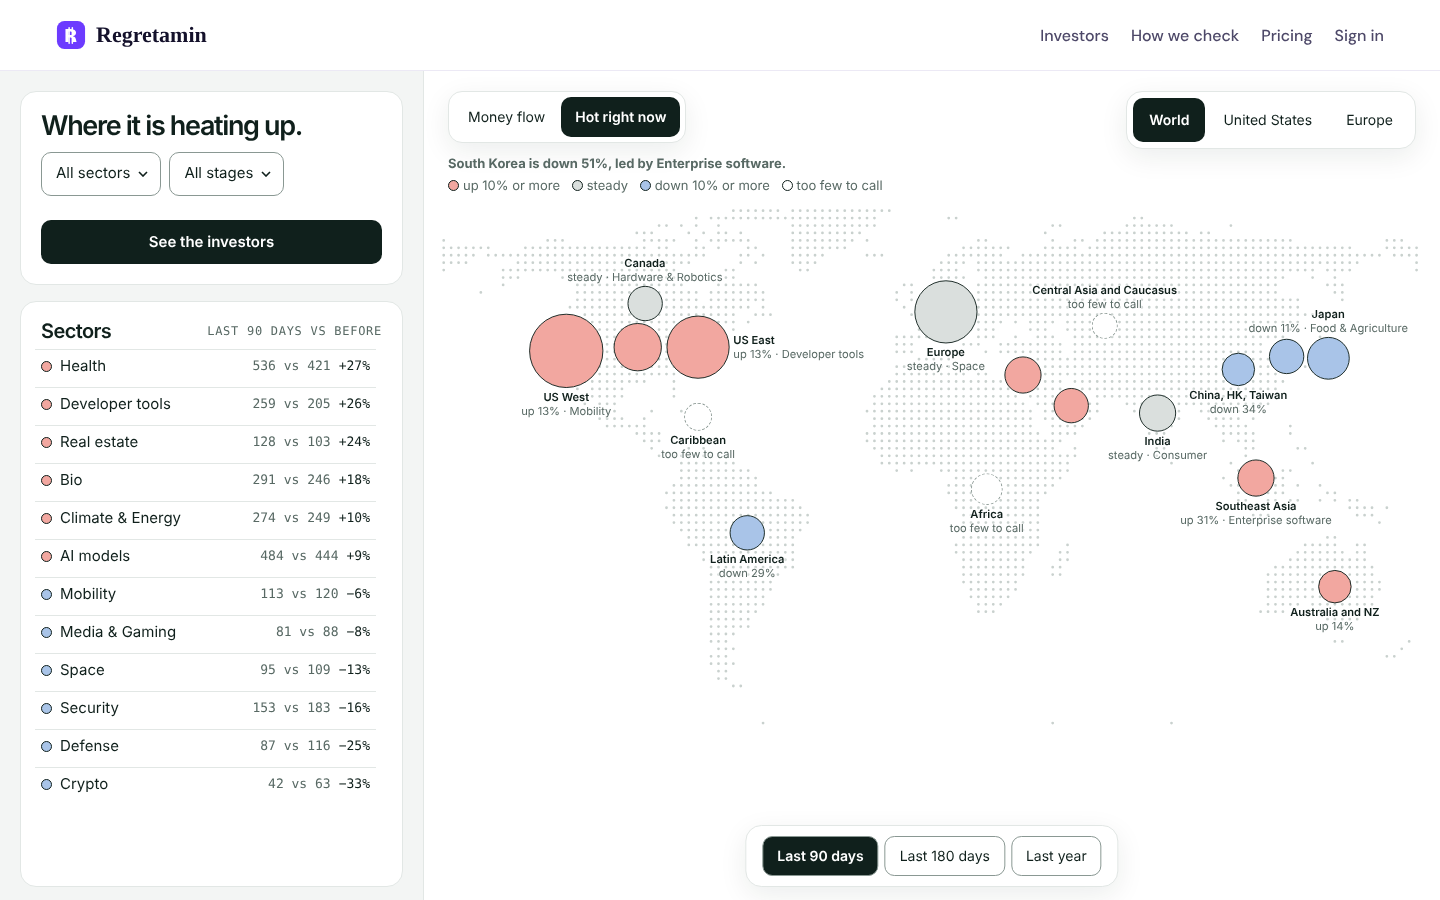 Regretamin
Investors
How we check
Pricing
Sign in
Where it is heating up.
All sectors
All stages
See the investors
Sectors
LAST 90 DAYS VS BEFORE
Health 536 vs 421 +27%
Developer tools 259 vs 205 +26%
Real estate 128 vs 103 +24%
Bio 291 vs 246 +18%
Climate & Energy 274 vs 249 +10%
AI models 484 vs 444 +9%
Mobility 113 vs 120 −6%
Media & Gaming 81 vs 88 −8%
Space 95 vs 109 −13%
Security 153 vs 183 −16%
Defense 87 vs 116 −25%
Crypto 42 vs 63 −33%
Money flow
Hot right now
World
United States
Europe
South Korea is down 51%, led by Enterprise software.
up 10% or more
steady
down 10% or more
too few to call
Canada
steady · Hardware & Robotics
Central Asia and Caucasus
too few to call
Japan
down 11% · Food & Agriculture
US East
up 13% · Developer tools
Europe
steady · Space
US West
up 13% · Mobility
China, HK, Taiwan
down 34%
Caribbean
too few to call
India
steady · Consumer
Africa
too few to call
Southeast Asia
up 31% · Enterprise software
Latin America
down 29%
Australia and NZ
up 14%
Last 90 days
Last 180 days
Last year